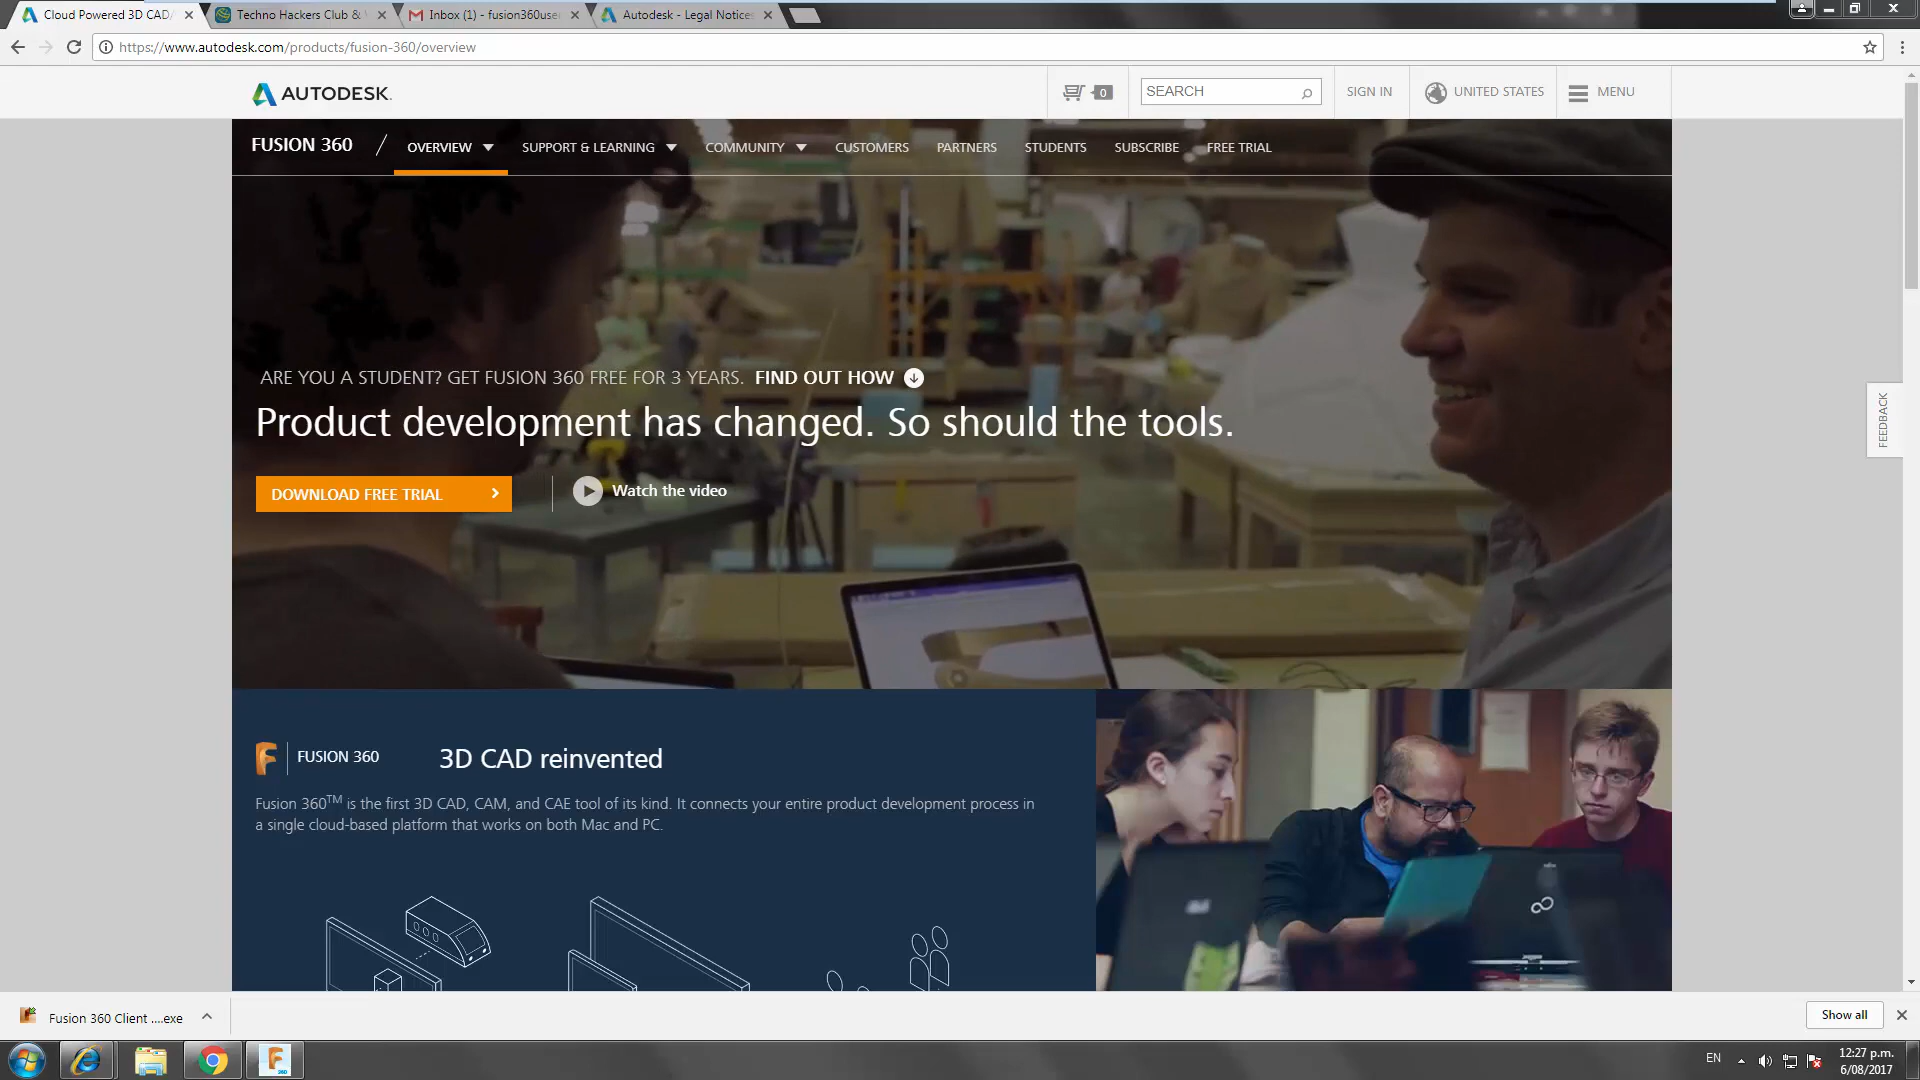 Cloud Powered 3D CAD/
Techno Hackers Club &
Inbox (1) - fusion360use
Autodesk - Legal Notices
https://www.autodesk.com/products/fusion-360/overview
AUTODESK.
0
SEARCH
SIGN IN
UNITED STATES
MENU
FUSION 360
OVERVIEW
SUPPORT & LEARNING
COMMUNITY
CUSTOMERS
PARTNERS
STUDENTS
SUBSCRIBE
FREE TRIAL
ARE YOU A STUDENT? GET FUSION 360 FREE FOR 3 YEARS. FIND OUT HOW
Product development has changed. So should the tools.
DOWNLOAD FREE TRIAL
Watch the video
FEEDBACK
FUSION 360
3D CAD reinvented
Fusion 360TM is the first 3D CAD, CAM, and CAE tool of its kind. It connects your entire product development process in
a single cloud-based platform that works on both Mac and PC.
Fusion 360 Client ....exe
Show all
EN
12:27 p.m.
6/08/2017